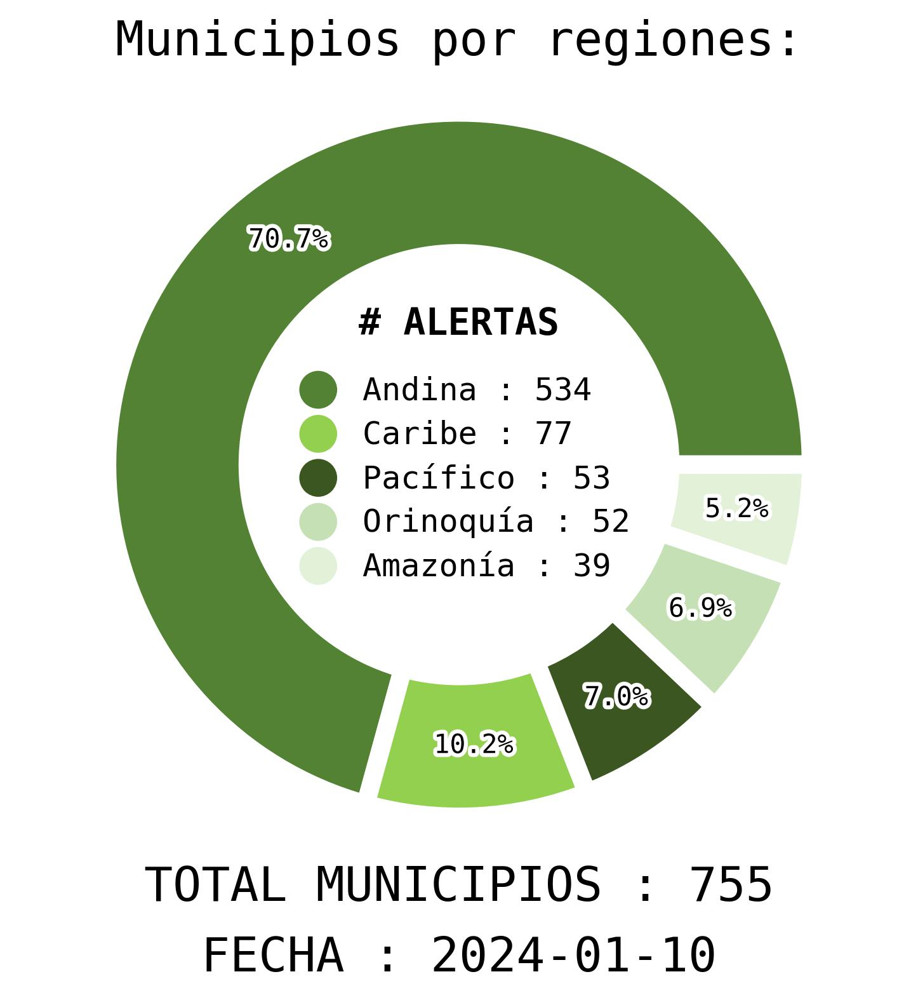 Municipios por regiones:
70.7%
# ALERTAS
Andina : 534
Caribe : 77
Pacífico : 53
Orinoquía : 52
Amazonía : 39
5.2%
6.9%
7.0%
10.2%
TOTAL MUNICIPIOS : 755
FECHA : 2024-01-10